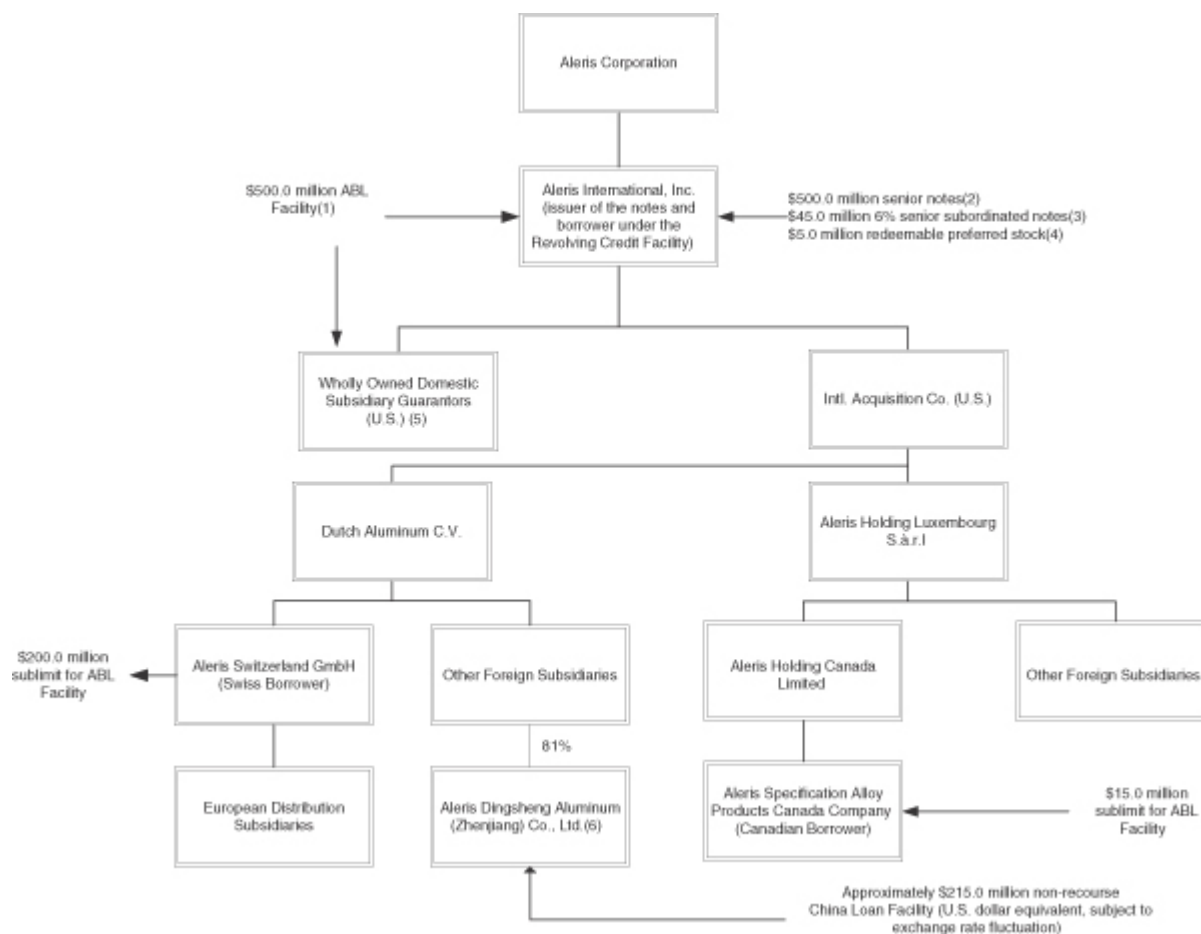 Aleris Corporation
$500.0 million ABL
Facility(1)
Aleris International, Inc.
(issuer of the notes and
borrower under the
Revolving Credit Facility)
$500.0 million senior notes(2)
$45.0 million 6% senior subordinated notes(3)
$5.0 million redeemable preferred stock(4)
Wholly Owned Domestic
Subsidiary Guarantors
(U.S.) (5)
Intl. Acquisition Co. (U.S.)
Dutch Aluminum C.V.
Aleris Holding Luxembourg
S.à.r.l
$200.0 million
sublimit for ABL
Facility
Aleris Switzerland GmbH
(Swiss Borrower)
Other Foreign Subsidiaries
Aleris Holding Canada
Limited
Other Foreign Subsidiaries
81%
European Distribution
Subsidiaries
Aleris Dingsheng Aluminum
(Zhenjiang) Co., Ltd.(6)
Aleris Specification Alloy
Products Canada Company
(Canadian Borrower)
$15.0 million
sublimit for ABL
Facility
Approximately $215.0 million non-recourse
China Loan Facility (U.S. dollar equivalent, subject to
exchange rate fluctuation)